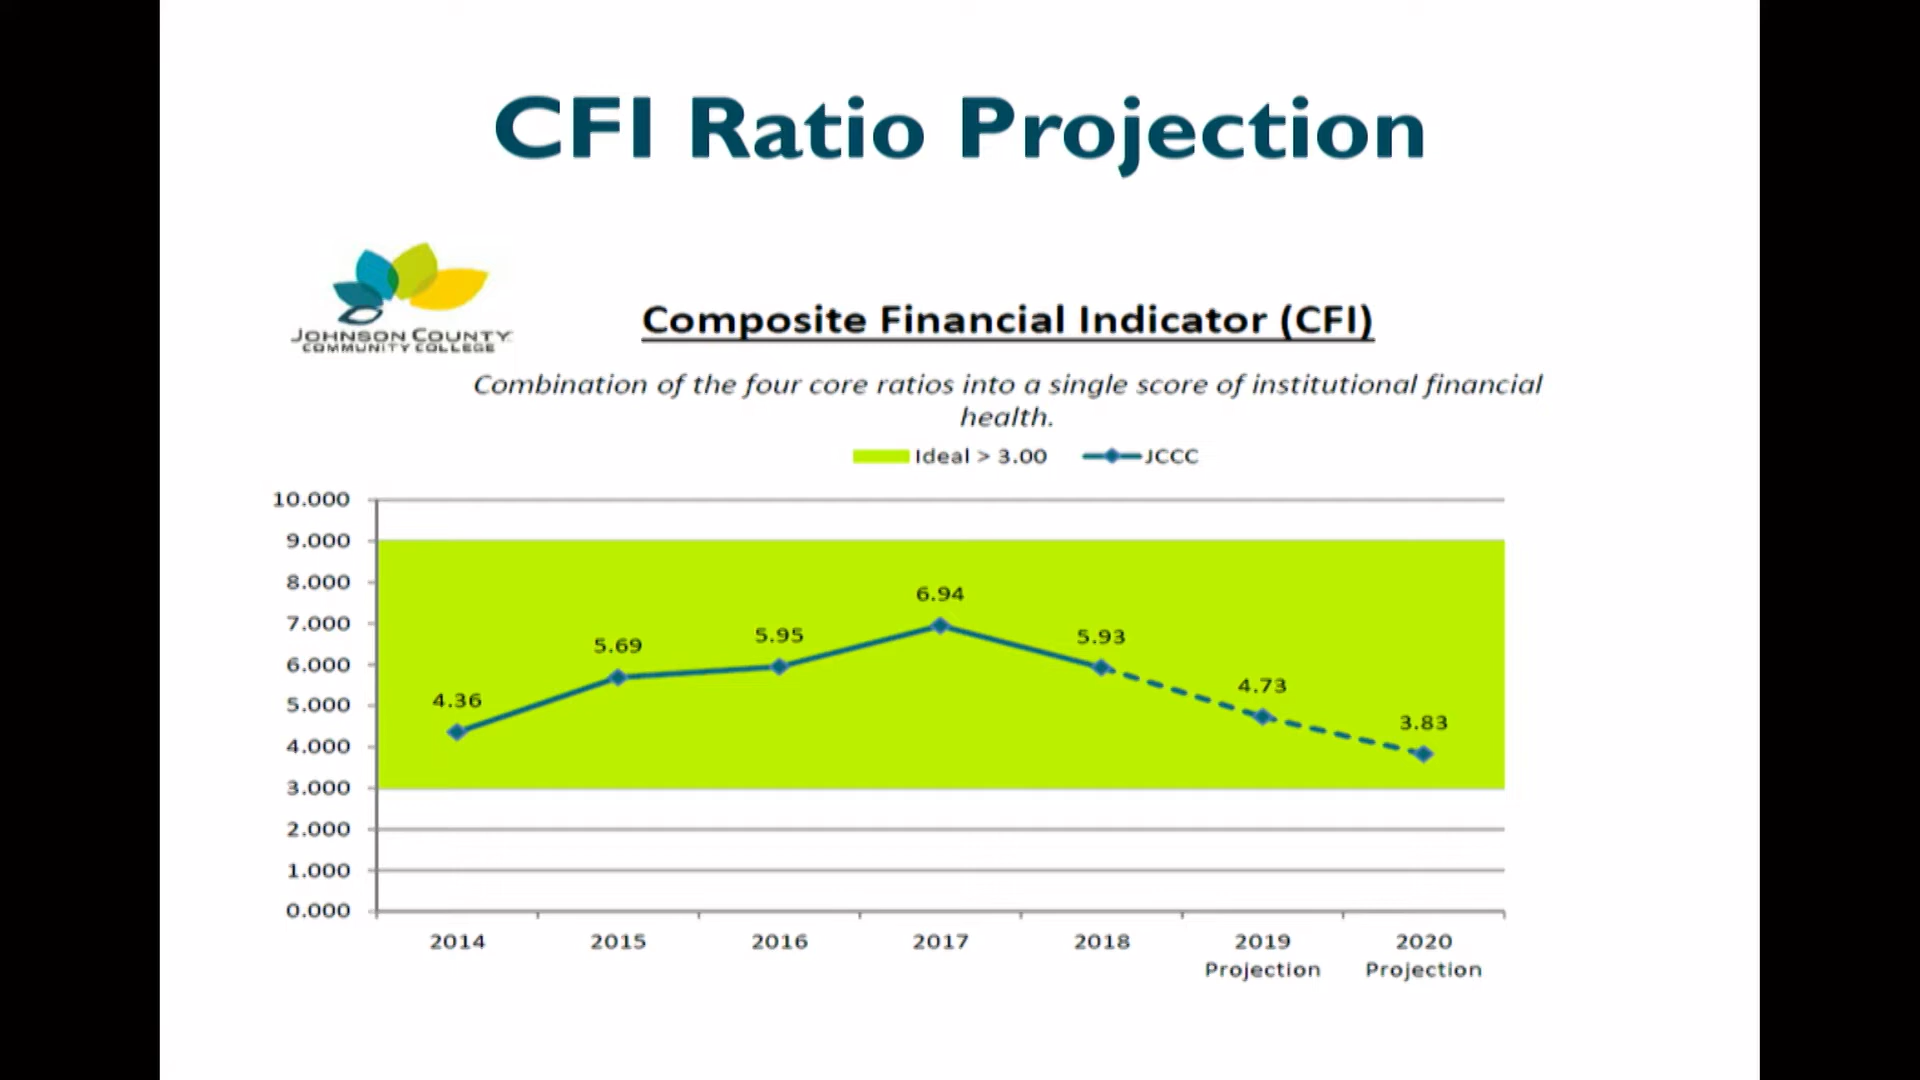 CFI Ratio Projection
JOHNSON COUNTY
COMMUNITY COLLEGE
Composite Financial Indicator (CFI)
Combination of the four core ratios into a single score of institutional financial
health.
Ideal > 3.00 JCCC
10.000
9.000
8.000
7.000
6.000
5.000
4.000
3.000
2.000
1.000
0.000
4.36
5.69
5.95
6.94
5.93
4.73
3.83
2014 2015 2016 2017 2018 2019 2020
Projection Projection